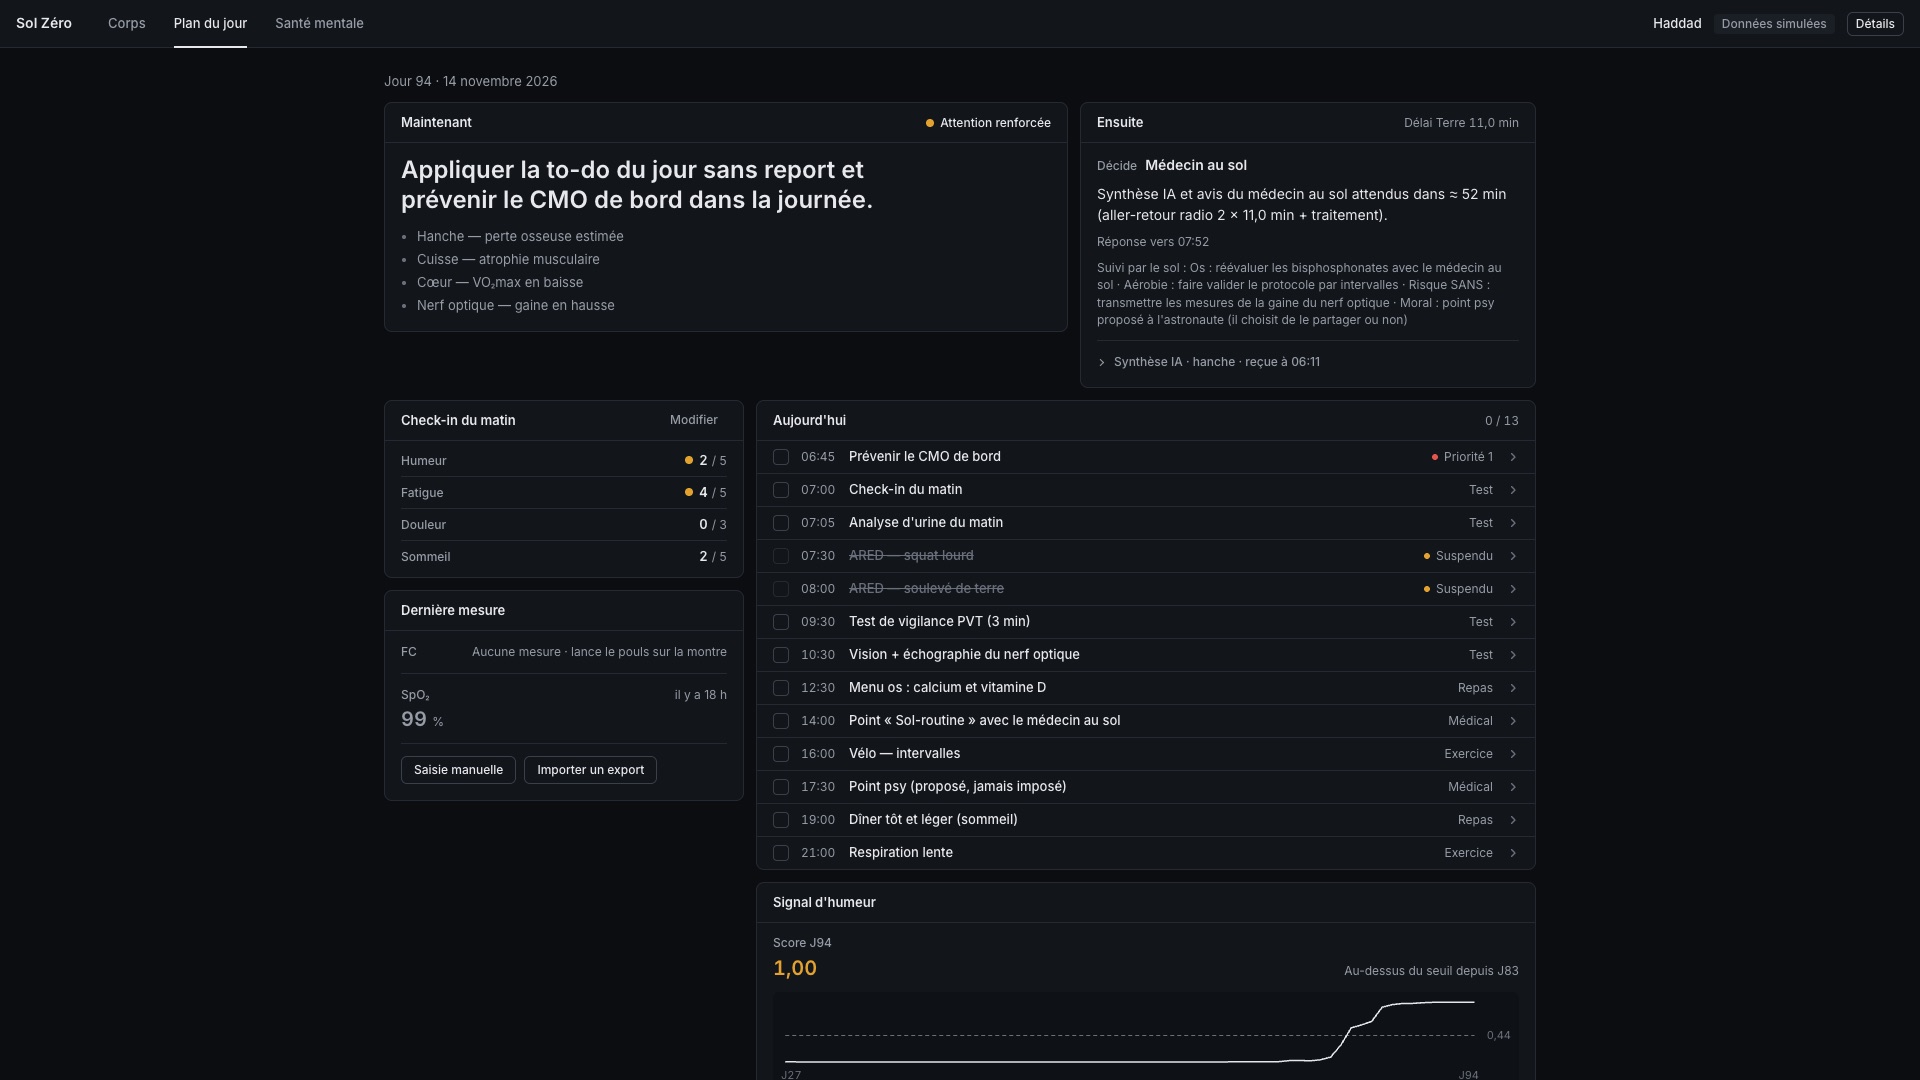 Sol Zéro
Corps
Plan du jour
Santé mentale
Haddad
Données simulées
Détails
Jour 94 · 14 novembre 2026
Maintenant
Attention renforcée
Appliquer la to-do du jour sans report et
prévenir le CMO de bord dans la journée.
• Hanche — perte osseuse estimée
• Cuisse — atrophie musculaire
• Cœur — VO₂max en baisse
• Nerf optique — gaine en hausse
Ensuite
Délai Terre 11,0 min
Décide Médecin au sol
Synthèse IA et avis du médecin au sol attendus dans ≈ 52 min
(aller-retour radio 2 × 11,0 min + traitement).
Réponse vers 07:52
Suivi par le sol : Os : réévaluer les bisphosphonates avec le médecin au
sol · Aérobie : faire valider le protocole par intervalles · Risque SANS :
transmettre les mesures de la gaine du nerf optique · Moral : point psy
proposé à l'astronaute (il choisit de le partager ou non)
Synthèse IA · hanche · reçue à 06:11
Check-in du matin
Modifier
Humeur 2 / 5
Fatigue 4 / 5
Douleur 0 / 3
Sommeil 2 / 5
Dernière mesure
FC Aucune mesure · lance le pouls sur la montre
SpO₂ il y a 18 h
99 %
Saisie manuelle
Importer un export
Aujourd'hui
0 / 13
06:45 Prévenir le CMO de bord Priorité 1
07:00 Check-in du matin Test
07:05 Analyse d'urine du matin Test
07:30 ARED — squat lourd Suspendu
08:00 ARED — soulevé de terre Suspendu
09:30 Test de vigilance PVT (3 min) Test
10:30 Vision + échographie du nerf optique Test
12:30 Menu os : calcium et vitamine D Repas
14:00 Point « Sol-routine » avec le médecin au sol Médical
16:00 Vélo — intervalles Exercice
17:30 Point psy (proposé, jamais imposé) Médical
19:00 Dîner tôt et léger (sommeil) Repas
21:00 Respiration lente Exercice
Signal d'humeur
Score J94
1,00
Au-dessus du seuil depuis J83
0,44
J27
J94